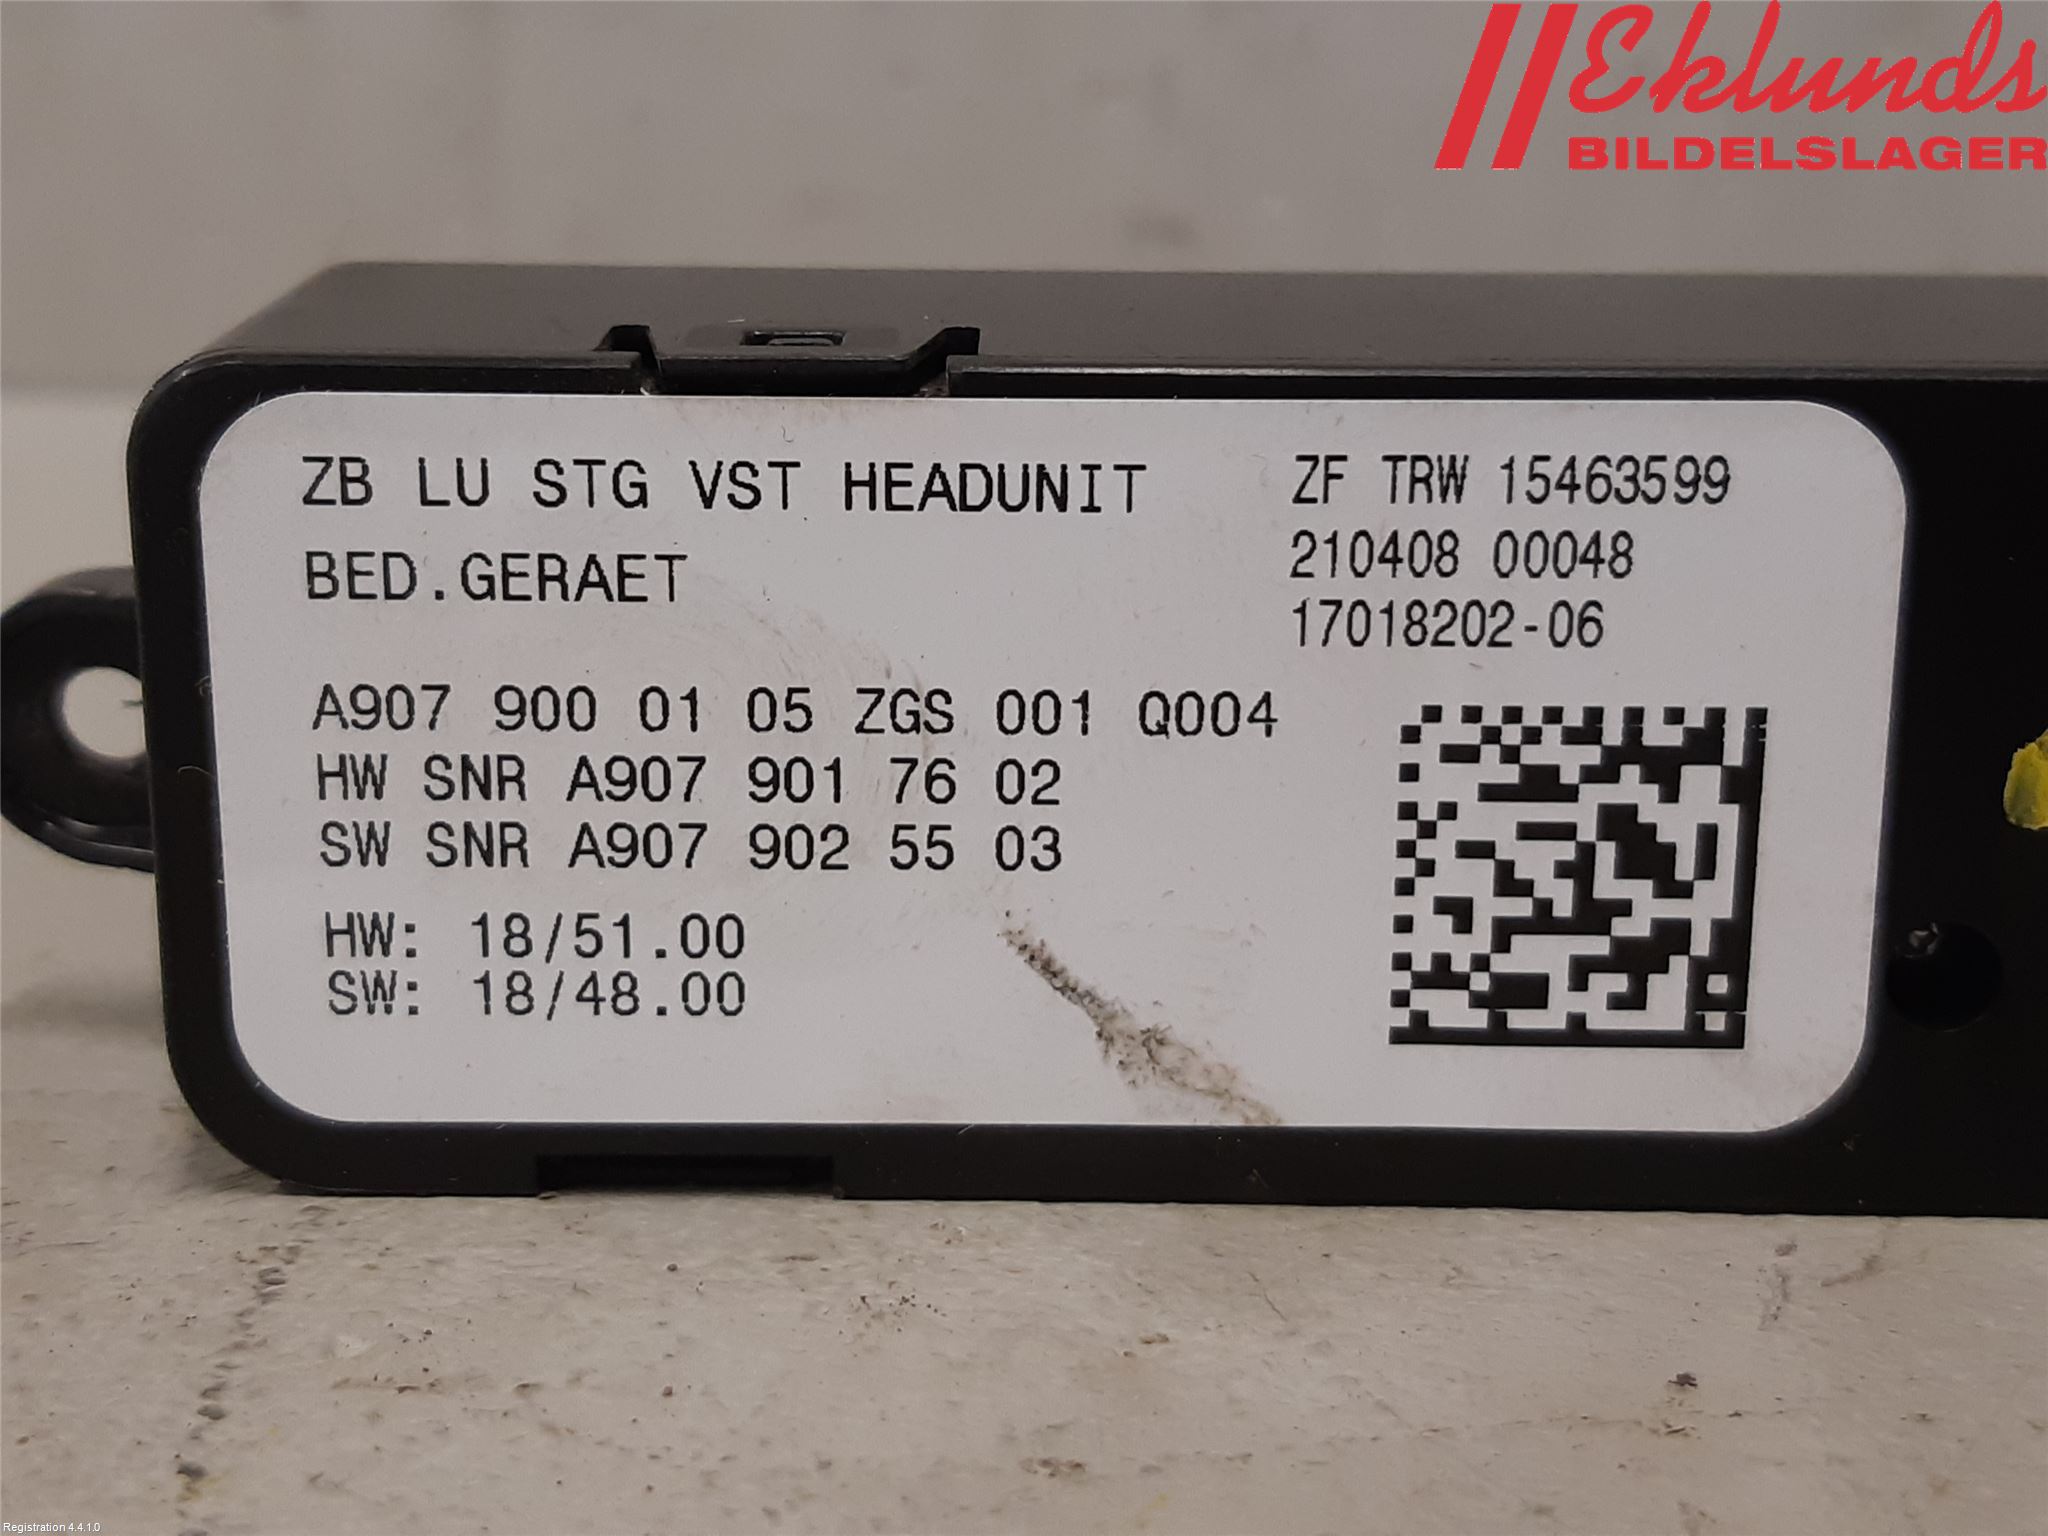 Eklunds
BILDELSLAGER
ZB LU STG VST HEADUNIT
BED.GERAET
ZF TRW 15463599
210408 00048
17018202-06
A907 900 01 05 ZGS 001 Q004
HW SNR A907 901 76 02
SW SNR A907 902 55 03
HW: 18/51.00
SW: 18/48.00
Registration 4.4.1.0